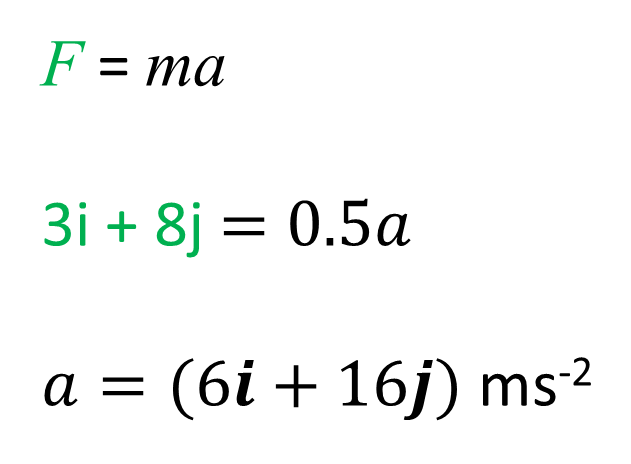 F = ma
3i + 8j = 0.5a
a = (6i + 16j) ms⁻²